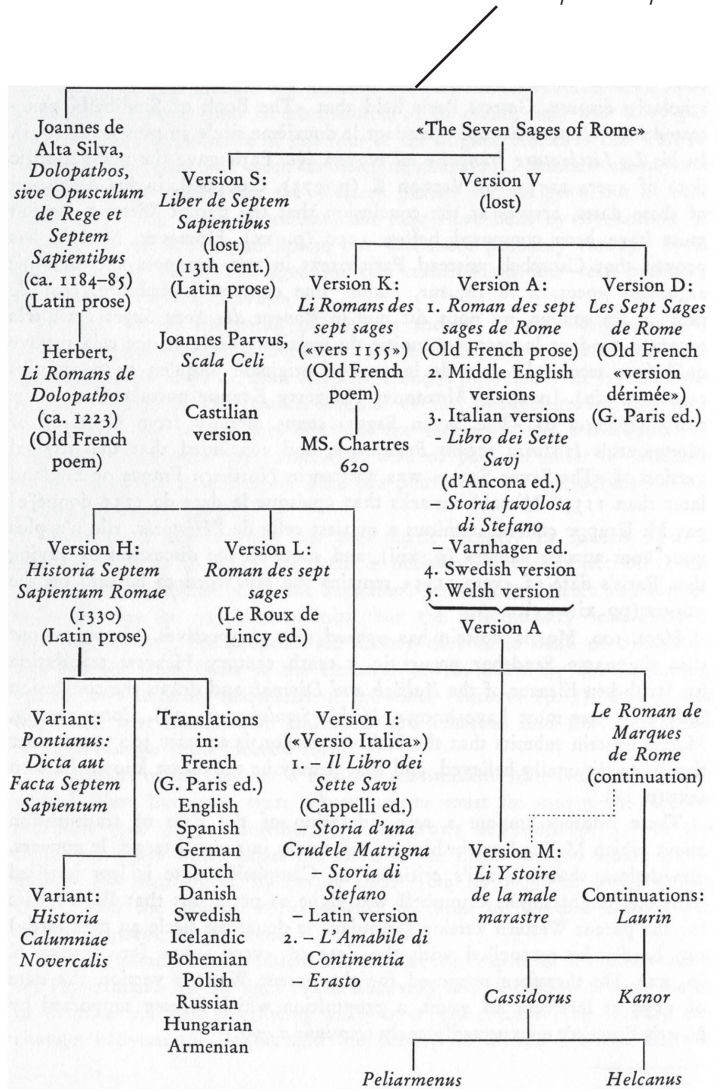 Joannes de
Alta Silva,
Dolopathos,
sive Opusculum
de Rege et
Septem
Sapientibus
(ca. 1184–85)
(Latin prose)
Herbert,
Li Romans de
Dolopathos
(ca. 1223)
(Old French
poem)
«The Seven Sages of Rome»
Version S:
Liber de Septem
Sapientibus
(lost)
(13th cent.)
(Latin prose)
Joannes Parvus,
Scala Celi
Castilian
version
Version V
(lost)
Version K:
Li Romans des
sept sages
(«vers 1155»)
(Old French
poem)
MS. Chartres
620
Version A:
1. – Roman des sept
sages de Rome
(Old French prose)
2. Middle English
versions
3. Italian versions
– Libro dei Sette
Savj
(d'Ancona ed.)
– Storia favolosa
di Stefano
Varnhagen ed.
4. Swedish version
5. Welsh version
Version D:
Les Sept Sages
de Rome
(Old French
«version
dérimée»)
(G. Paris ed.)
Version H:
Historia Septem
Sapientum Romae
(1330)
(Latin prose)
Version L:
Roman des sept
sages
(Le Roux de
Lincy ed.)
Version A
Variant:
Pontianus:
Dicta aut
Facta Septem
Sapientum
Variant:
Historia
Calumniae
Novercalis.
Translations
in:
French
(G. Paris ed.)
English
Spanish
German
Dutch
Danish
Swedish
Icelandic
Bohemian
Polish
Russian
Hungarian
Armenian
Version I:
(«Versio Italica»)
1. – Il Libro dei
Sette Savi
(Cappelli ed.)
– Storia d'una
Crudele Matrigna
– Storia di
Stefano
– Latin version
2. – L'Amabile di
Continentia
– Erasto
Le Roman de
Marques
de Rome
(continuation)
Version M:
Li Ystoire
de la male
marastre
Continuations:
Laurin
Cassidorus
Kanor
Peliarmenus
Helcanus